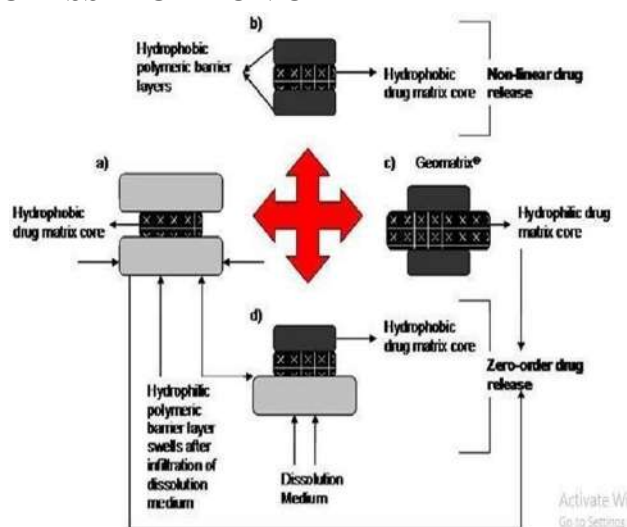 b)
Hydrophobic
polymeric barrier
layers
Hydrophobic
drug matrix core
Non-linear drug
release
a)
Hydrophobic
drug matrix core
c)
Geomatrix®
Hydrophilic drug
matrix core
d)
Hydrophobic
drug matrix core
Zero-order drug
release
Hydrophilic
polymeric
barrier
layer
swells after
infiltration of
dissolution
medium
Dissolution
Medium
Activate Wi
Go to Settings